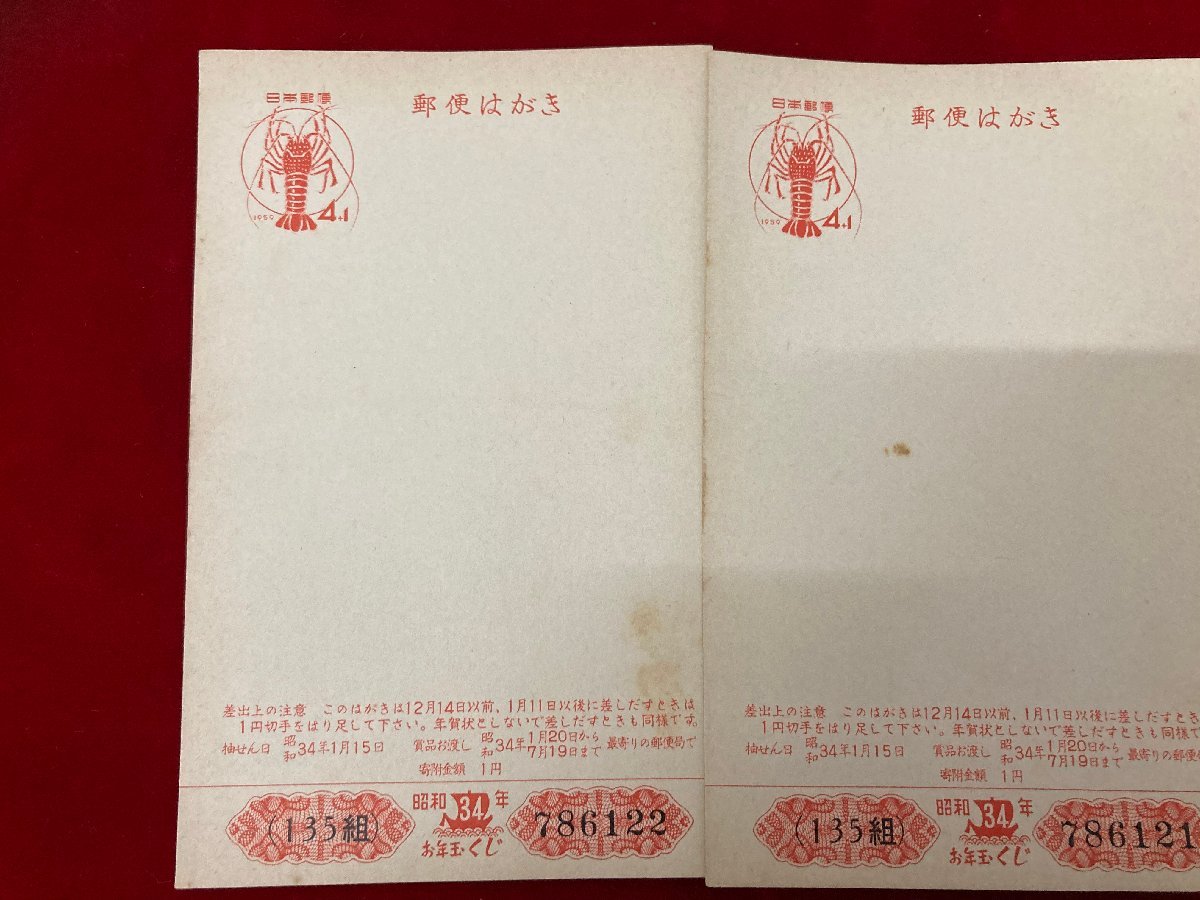 日本郵便
郵便はがき
1959
4+1
差出上の注意 このはがきは12月14日以前、1月11日以後に差しだすときは
1円切手をはり足して下さい。年賀状としないで差しだすときも同様です。
抽せん日 昭和34年1月15日 賞品お渡し 昭和34年1月20日から7月19日まで 最寄りの郵便局で
寄附金額 1円
(135組)
昭和34年
お年玉くじ
786122
日本郵便
郵便はがき
1959
4+1
差出上の注意 このはがきは12月14日以前、1月11日以後に差しだすときは
1円切手をはり足して下さい。年賀状としないで差しだすときも同様
抽せん日 昭和34年1月15日 賞品お渡し 昭和34年1月20日から7月19日まで 最寄りの郵便
寄附金額 1円
(135組)
昭和34年
お年玉くじ
786121